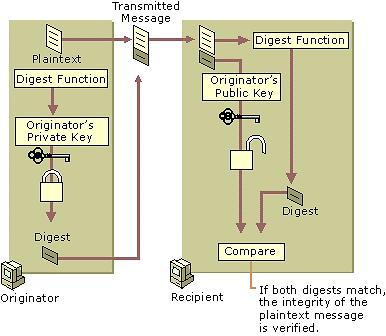 Transmitted
Message
Plaintext
Digest Function
Originator's
Private Key
Digest
Originator
Digest Function
Originator's
Public Key
Digest
Compare
Recipient
If both digests match,
the integrity of the
plaintext message
is verified.